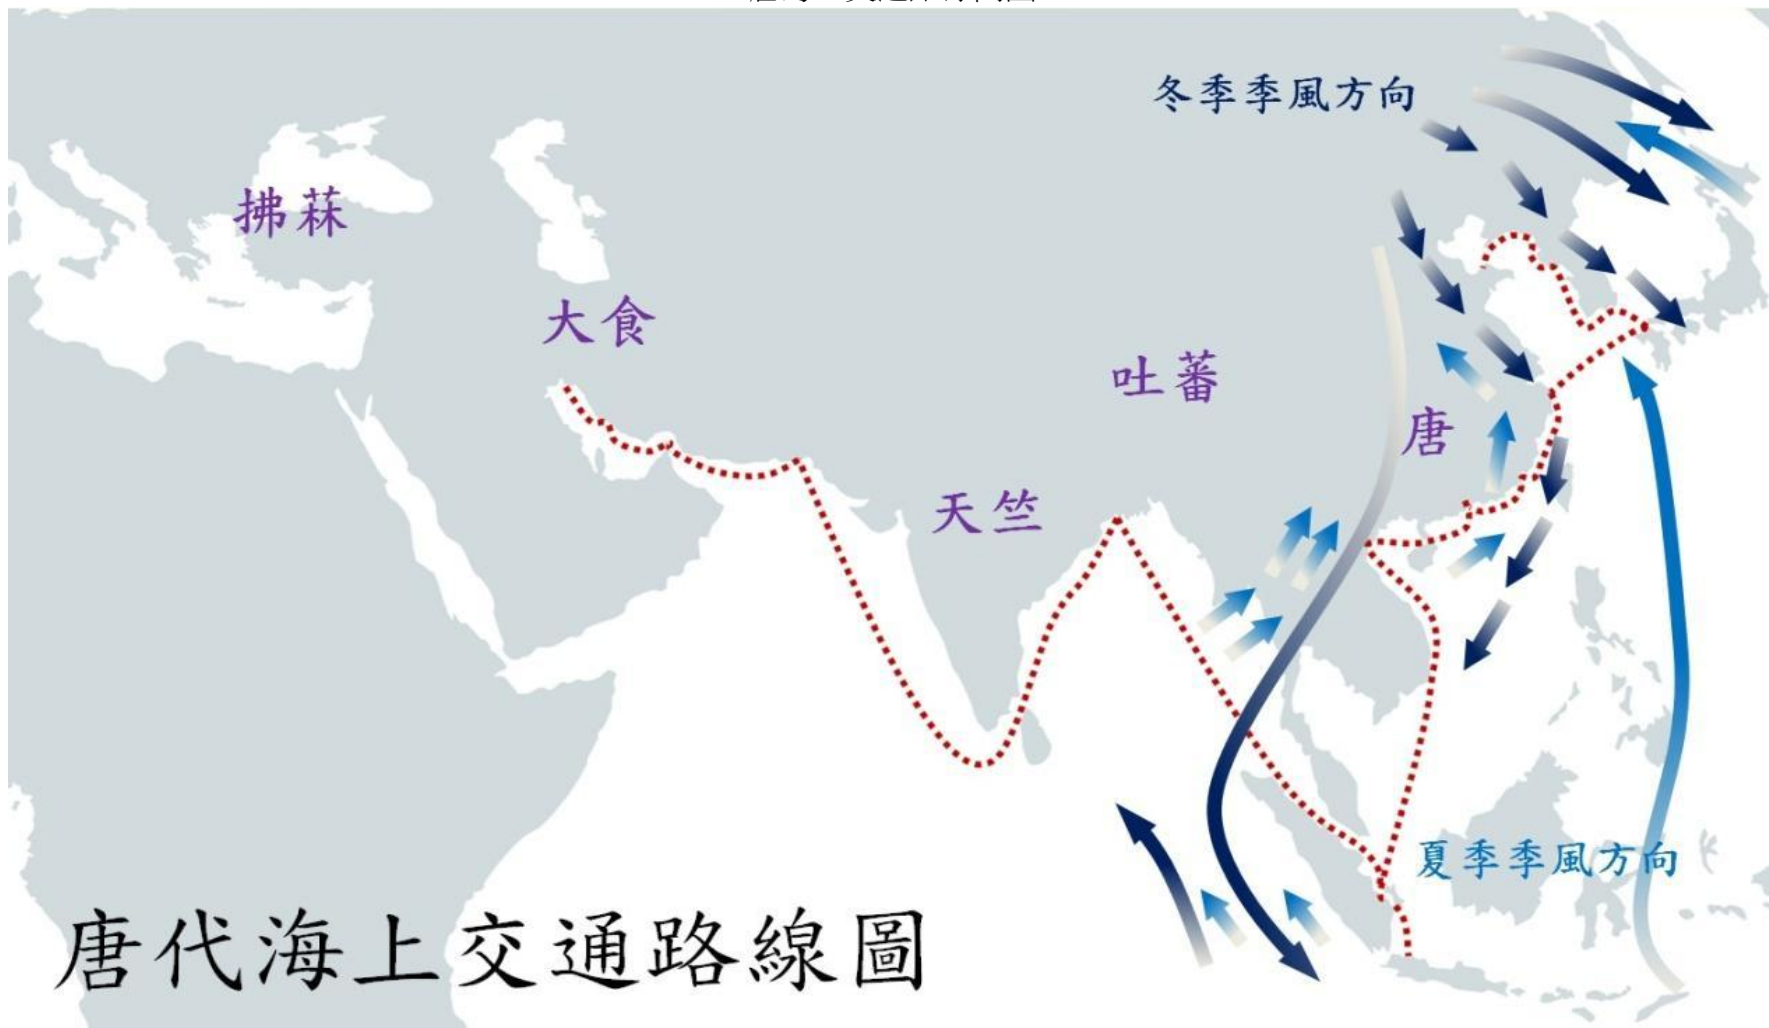 冬季季風方向
拂菻
大食
吐蕃
唐
天竺
夏季季風方向
唐代海上交通路線圖